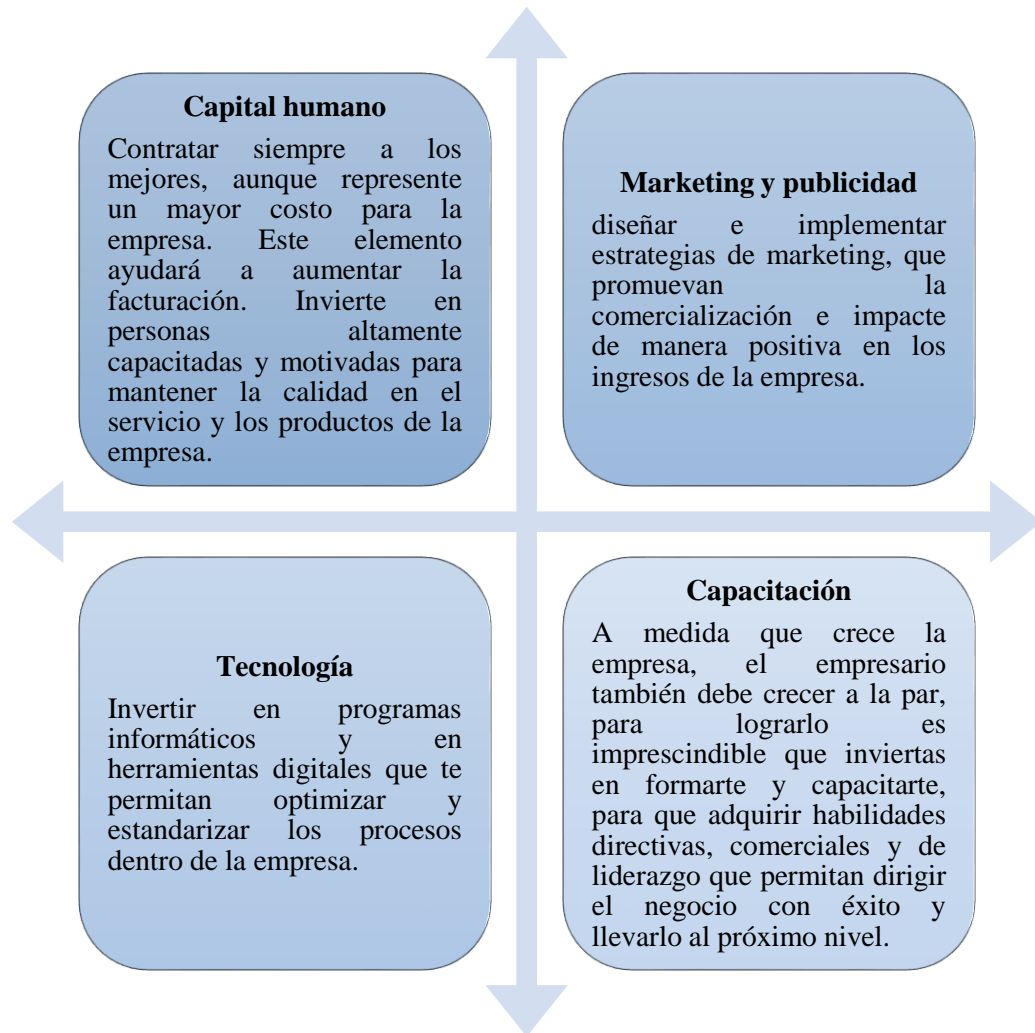 Capital humano
Contratar siempre a los
mejores, aunque represente
un mayor costo para la
empresa. Este elemento
ayudará a aumentar la
facturación. Invierte en
personas altamente
capacitadas y motivadas para
mantener la calidad en el
servicio y los productos de la
empresa.
Marketing y publicidad
diseñar e implementar
estrategias de marketing, que
promuevan la
comercialización e impacte
de manera positiva en los
ingresos de la empresa.
Tecnología
Invertir en programas
informáticos y en
herramientas digitales que te
permitan optimizar y
estandarizar los procesos
dentro de la empresa.
Capacitación
A medida que crece la
empresa, el empresario
también debe crecer a la par,
para lograrlo es
imprescindible que inviertas
en formarte y capacitarte,
para que adquirir habilidades
directivas, comerciales y de
liderazgo que permitan dirigir
el negocio con éxito y
llevarlo al próximo nivel.